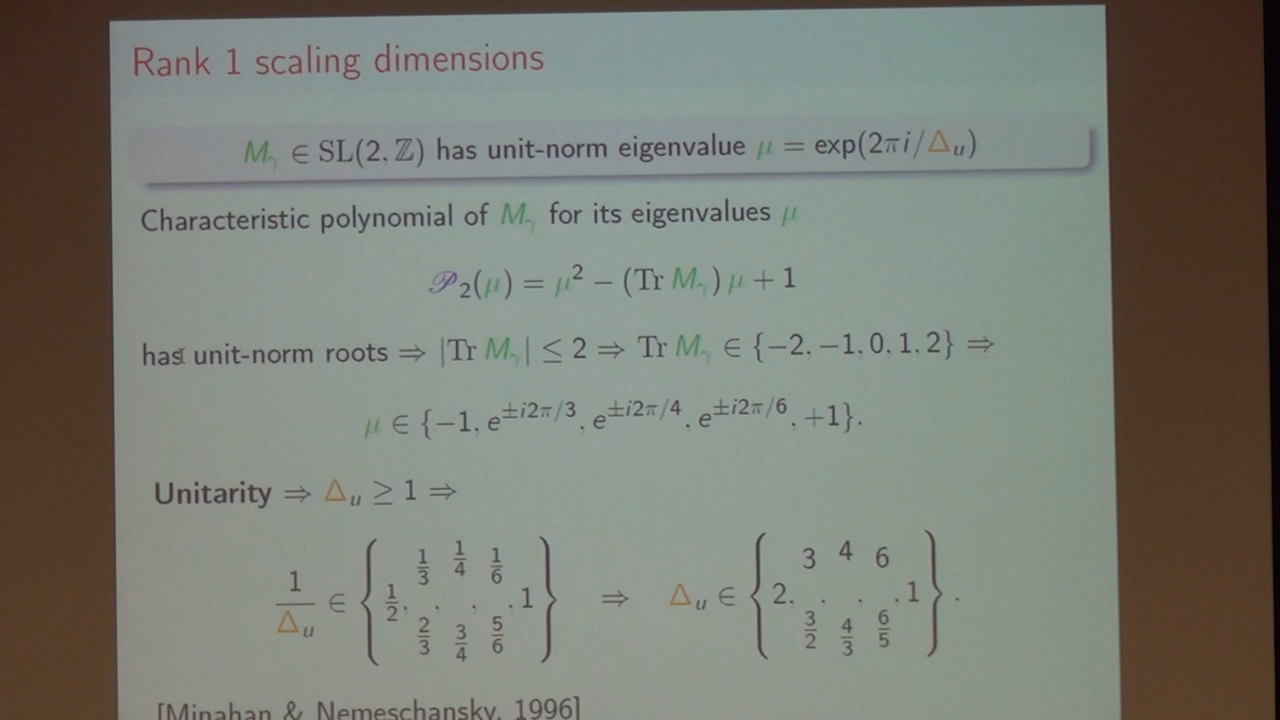 Rank 1 scaling dimensions
M_γ ∈ SL(2, ℤ) has unit-norm eigenvalue μ = exp(2πi/Δ_u)
Characteristic polynomial of M_γ for its eigenvalues μ
𝒫₂(μ) = μ² − (Tr M_γ) μ + 1
has unit-norm roots ⇒ |Tr M_γ| ≤ 2 ⇒ Tr M_γ ∈ {−2, −1, 0, 1, 2} ⇒
μ ∈ {−1, e^{±i2π/3}, e^{±i2π/4}, e^{±i2π/6}, +1}.
Unitarity ⇒ Δ_u ≥ 1 ⇒
1/Δ_u ∈ { 1/2, 1/3 2/3, 1/4 3/4, 1/6 5/6, 1 } ⇒ Δ_u ∈ { 2, 3 3/2, 4 4/3, 6 6/5, 1 }.
[Minahan & Nemeschansky, 1996]